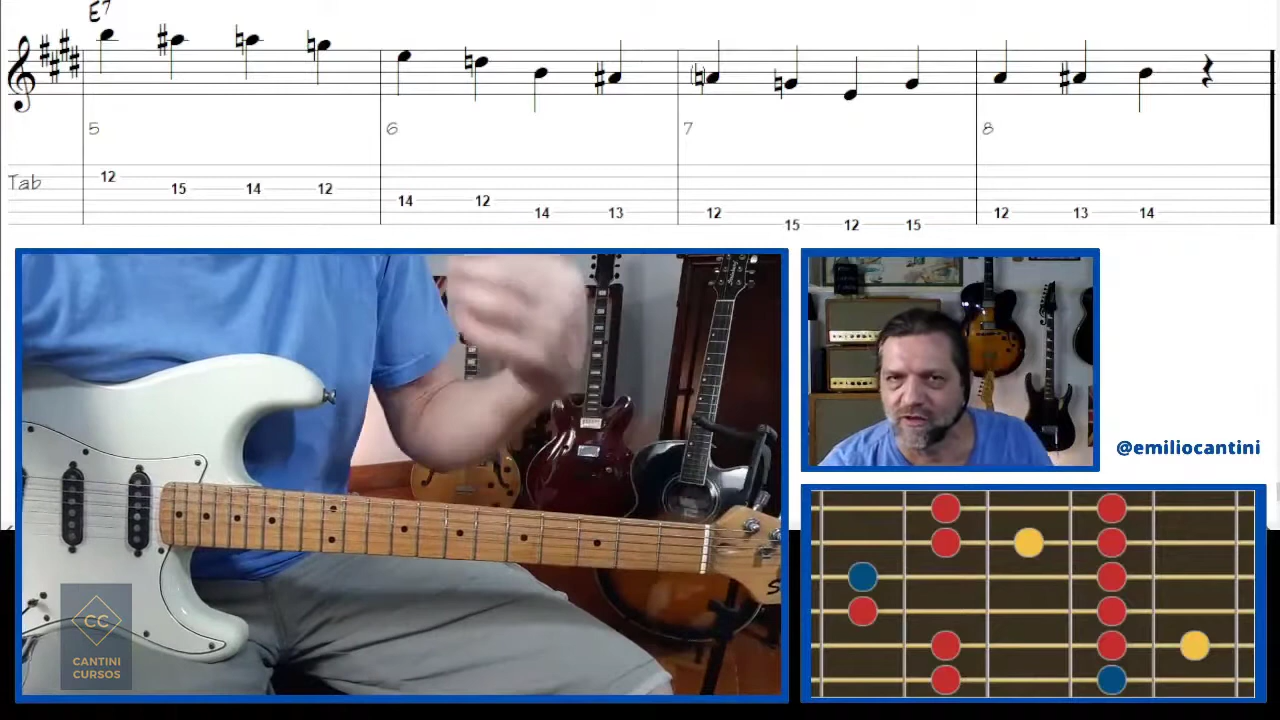 E7
5 6 7 8
Tab
12 15 14 12 14 12 14 13 12 15 12 15 12 13 14
@emiliocantini
CC
CANTINI
CURSOS